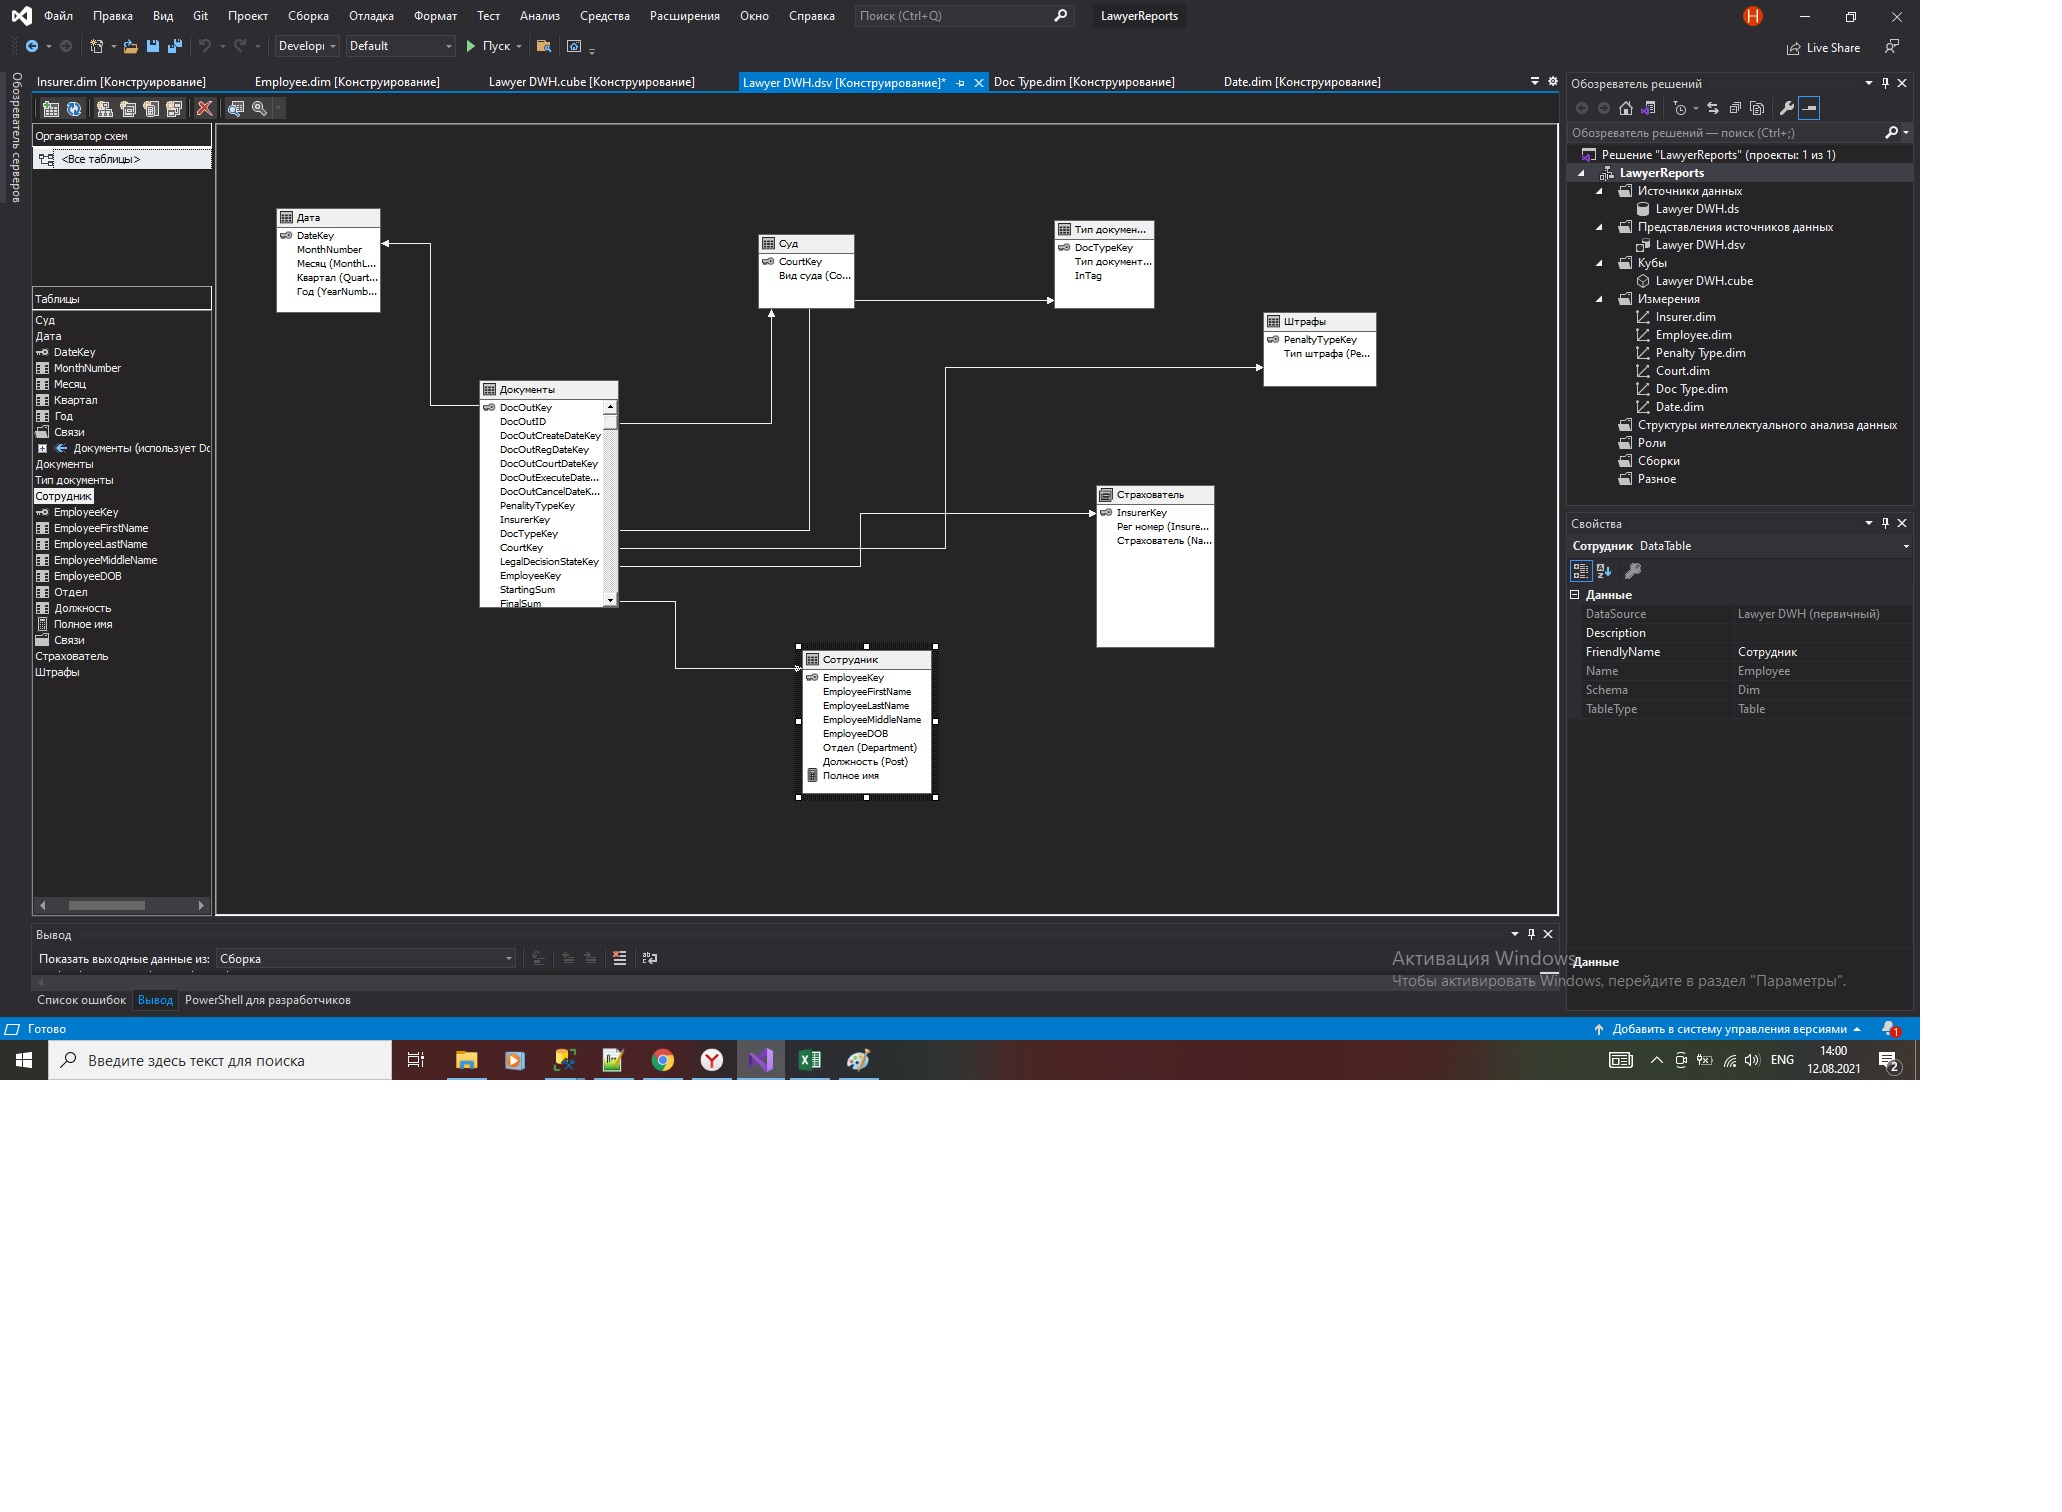 Файл Правка Вид Git Проект Сборка Отладка Формат Тест Анализ Средства Расширения Окно Справка Поиск (Ctrl+Q) LawyerReports Н
Developı Default Пуск Live Share
Обозреватель серверов
Insurer.dim [Конструирование] Employee.dim [Конструирование] Lawyer DWH.cube [Конструирование] Lawyer DWH.dsv [Конструирование]* Doc Type.dim [Конструирование] Date.dim [Конструирование]
Организатор схем
<Все таблицы>
Таблицы
Суд
Дата
DateKey
MonthNumber
Месяц
Квартал
Год
Связи
Документы (использует Dc
Документы
Тип документы
Сотрудник
EmployeeKey
EmployeeFirstName
EmployeeLastName
EmployeeMiddleName
EmployeeDOB
Отдел
Должность
Полное имя
Связи
Страхователь
Штрафы
Дата
DateKey
MonthNumber
Месяц (MonthL...
Квартал (Quart...
Год (YearNumb...
Суд
CourtKey
Вид суда (Co...
Тип докумен...
DocTypeKey
Тип документ...
InTag
Штрафы
PenaltyTypeKey
Тип штрафа (Pe...
Документы
DocOutKey
DocOutID
DocOutCreateDateKey
DocOutRegDateKey
DocOutCourtDateKey
DocOutExecuteDate...
DocOutCancelDateK...
PenalityTypeKey
InsurerKey
DocTypeKey
CourtKey
LegalDecisionStateKey
EmployeeKey
StartingSum
FinalSum
Страхователь
InsurerKey
Рег номер (Insure...
Страхователь (Na...
Сотрудник
EmployeeKey
EmployeeFirstName
EmployeeLastName
EmployeeMiddleName
EmployeeDOB
Отдел (Department)
Должность (Post)
Полное имя
Обозреватель решений
Обозреватель решений — поиск (Ctrl+;)
Решение "LawyerReports" (проекты: 1 из 1)
LawyerReports
Источники данных
Lawyer DWH.ds
Представления источников данных
Lawyer DWH.dsv
Кубы
Lawyer DWH.cube
Измерения
Insurer.dim
Employee.dim
Penalty Type.dim
Court.dim
Doc Type.dim
Date.dim
Структуры интеллектуального анализа данных
Роли
Сборки
Разное
Свойства
Сотрудник DataTable
Данные
DataSource Lawyer DWH (первичный)
Description
FriendlyName Сотрудник
Name Employee
Schema Dim
TableType Table
Данные
Вывод
Показать выходные данные из: Сборка
Активация Windows
Чтобы активировать Windows, перейдите в раздел "Параметры".
Список ошибок Вывод PowerShell для разработчиков
Готово Добавить в систему управления версиями 1
Введите здесь текст для поиска ENG 14:00
12.08.2021 2